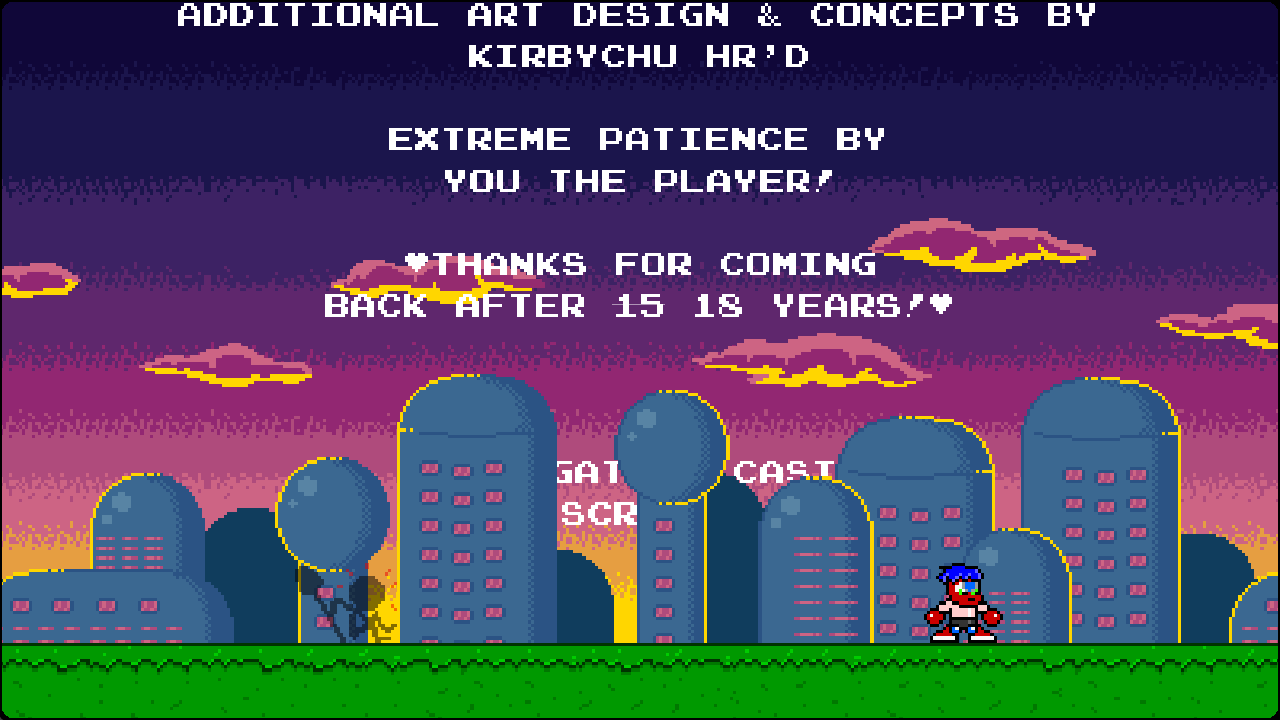 ADDITIONAL ART DESIGN & CONCEPTS BY
KIRBYCHU HR'D
EXTREME PATIENCE BY
YOU THE PLAYER!
♥THANKS FOR COMING
BACK AFTER 15 18 YEARS!♥